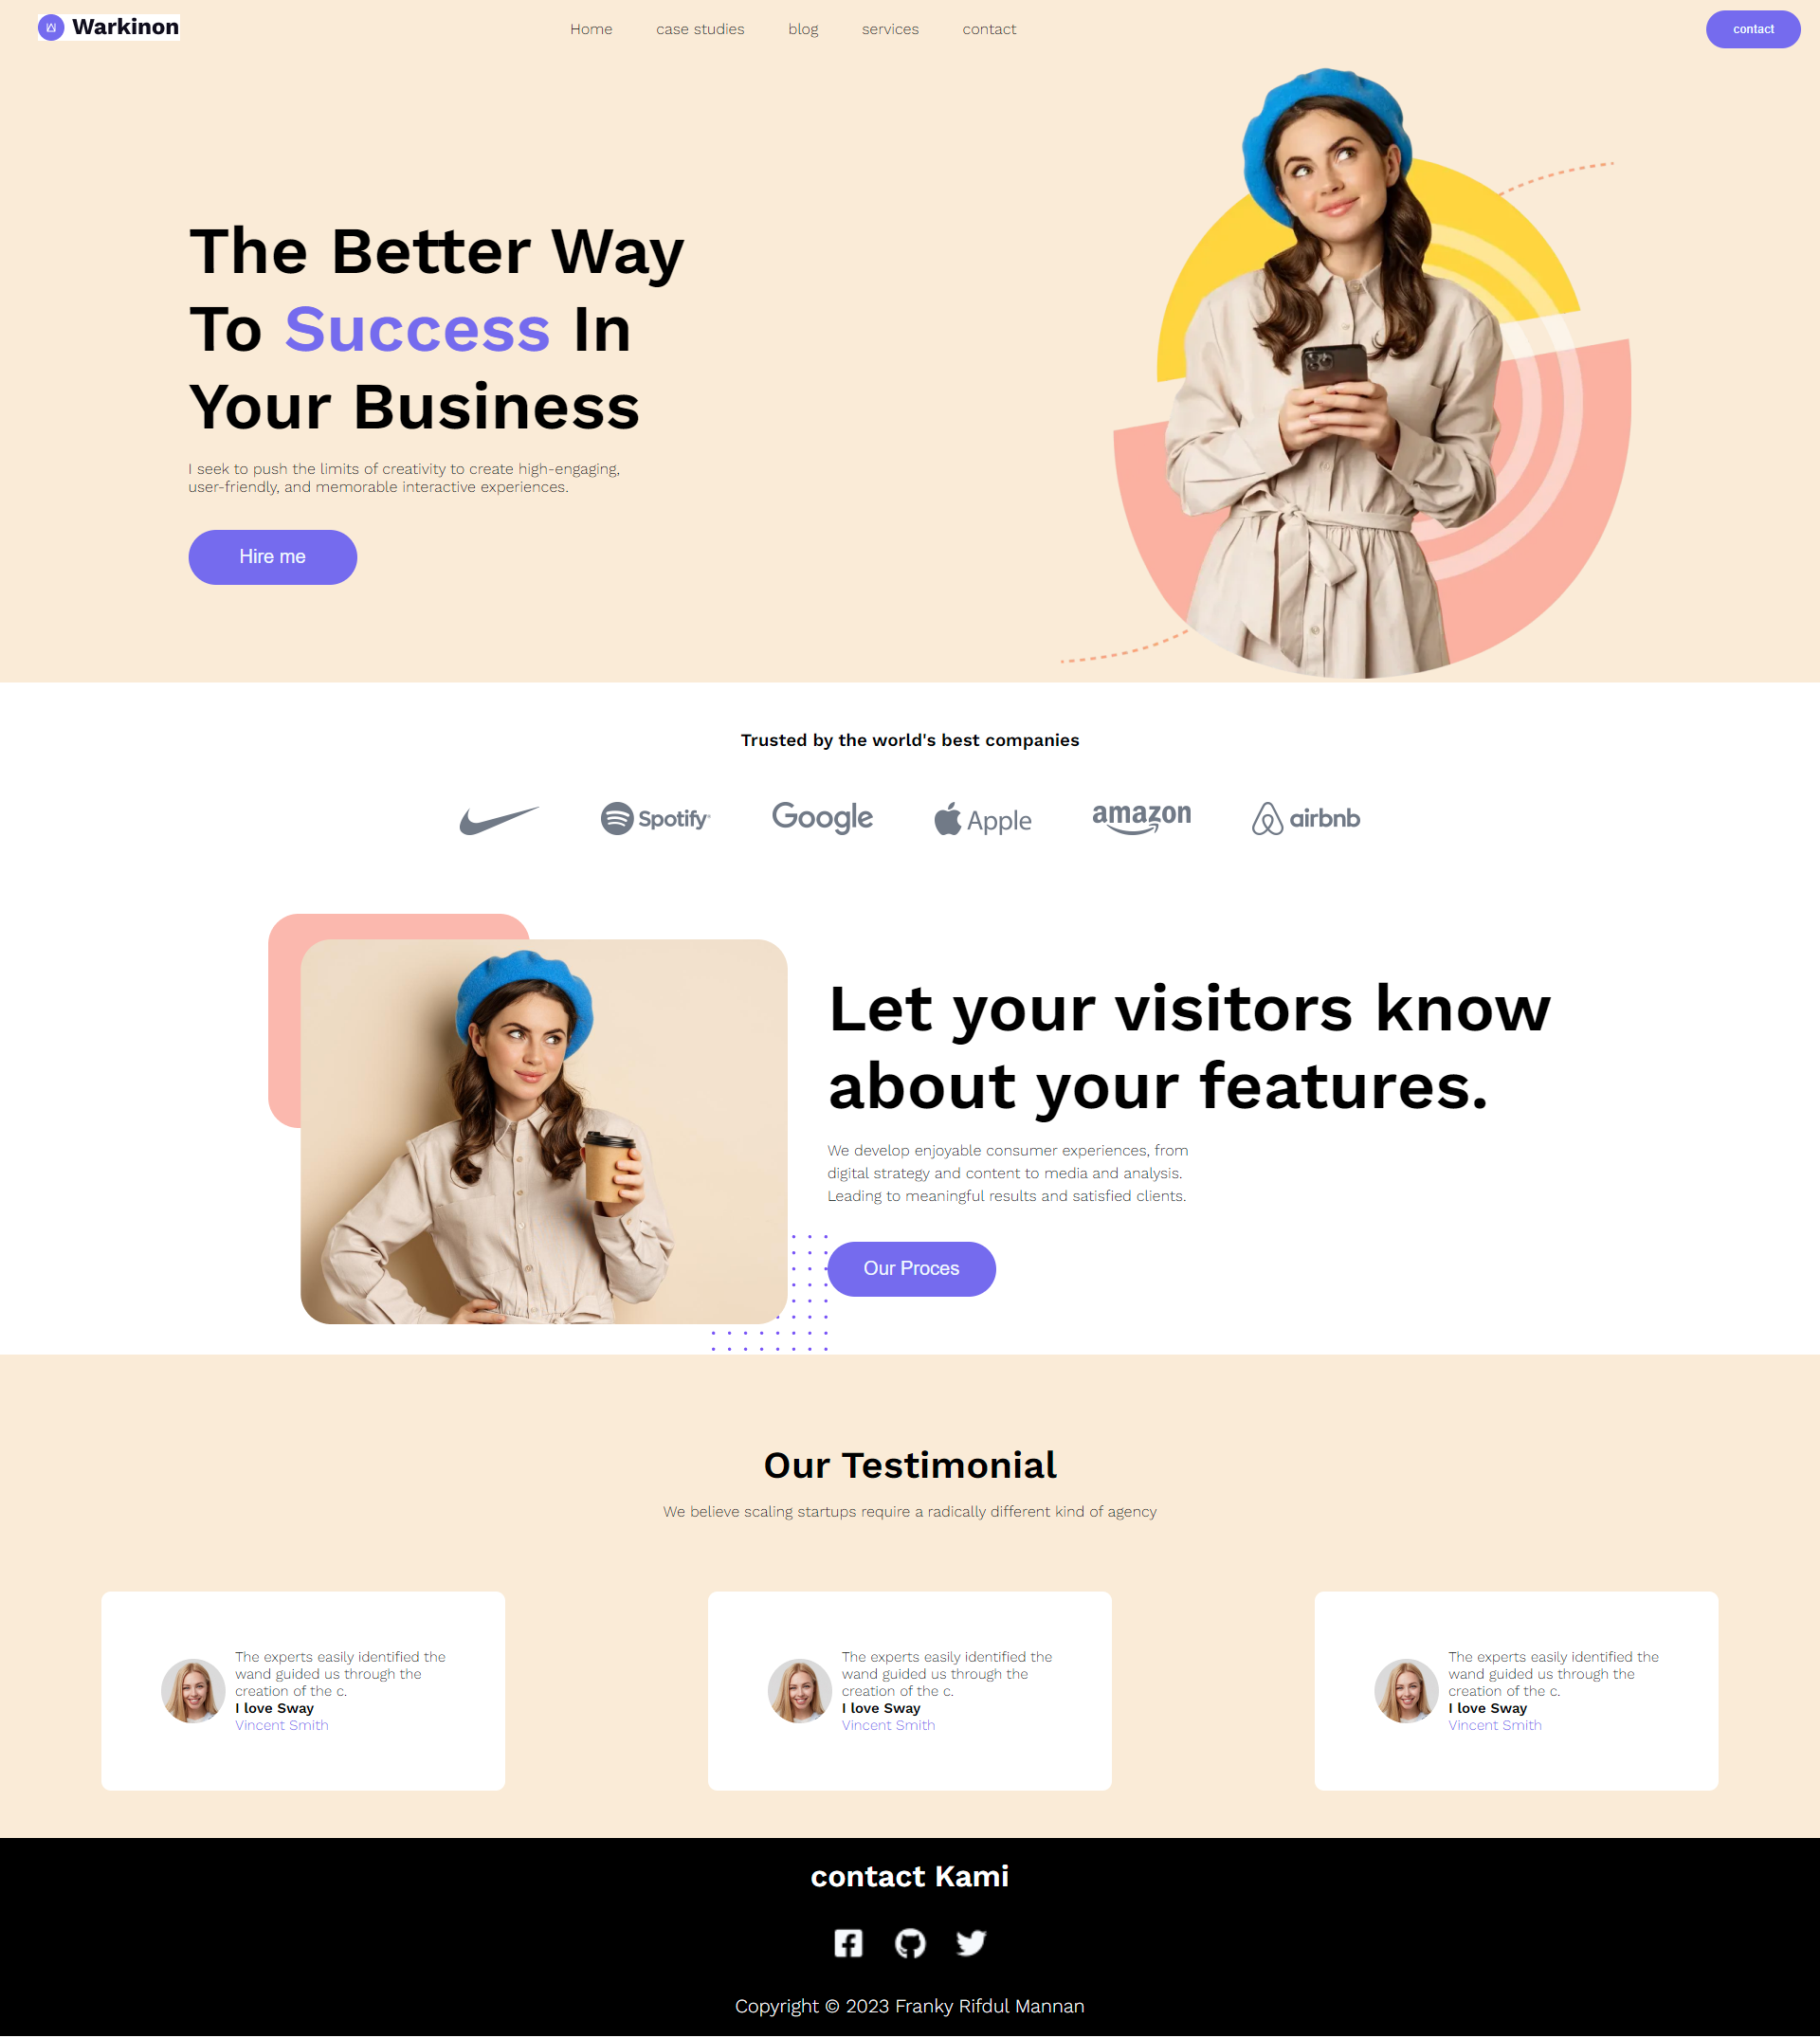 Warkinon
Home case studies blog services contact
contact
The Better Way
To Success In
Your Business
I seek to push the limits of creativity to create high-engaging,
user-friendly, and memorable interactive experiences.
Hire me
Trusted by the world's best companies
Spotify Google Apple amazon airbnb
Let your visitors know
about your features.
We develop enjoyable consumer experiences, from
digital strategy and content to media and analysis.
Leading to meaningful results and satisfied clients.
Our Proces
Our Testimonial
We believe scaling startups require a radically different kind of agency
The experts easily identified the
wand guided us through the
creation of the c.
I love Sway
Vincent Smith
The experts easily identified the
wand guided us through the
creation of the c.
I love Sway
Vincent Smith
The experts easily identified the
wand guided us through the
creation of the c.
I love Sway
Vincent Smith
contact Kami
Copyright © 2023 Franky Rifdul Mannan